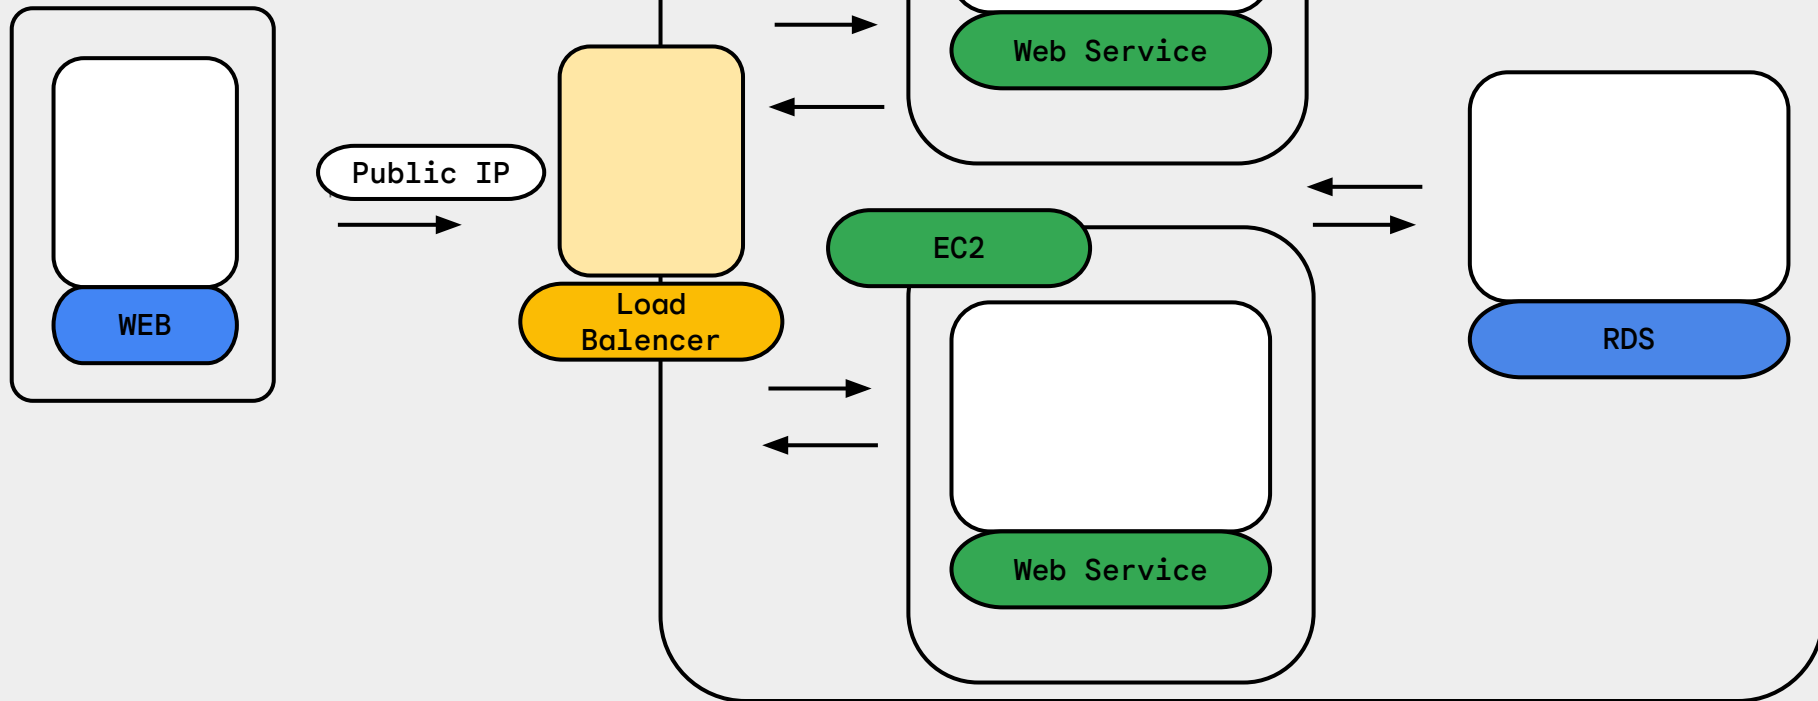 Web Service
Public IP
EC2
Load
Balencer
WEB
RDS
Web Service